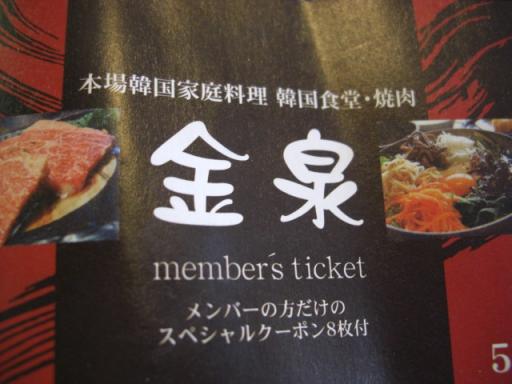 本場韓国家庭料理 韓国食堂・焼肉
金泉
member's ticket
メンバーの方だけの
スペシャルクーポン8枚付
5